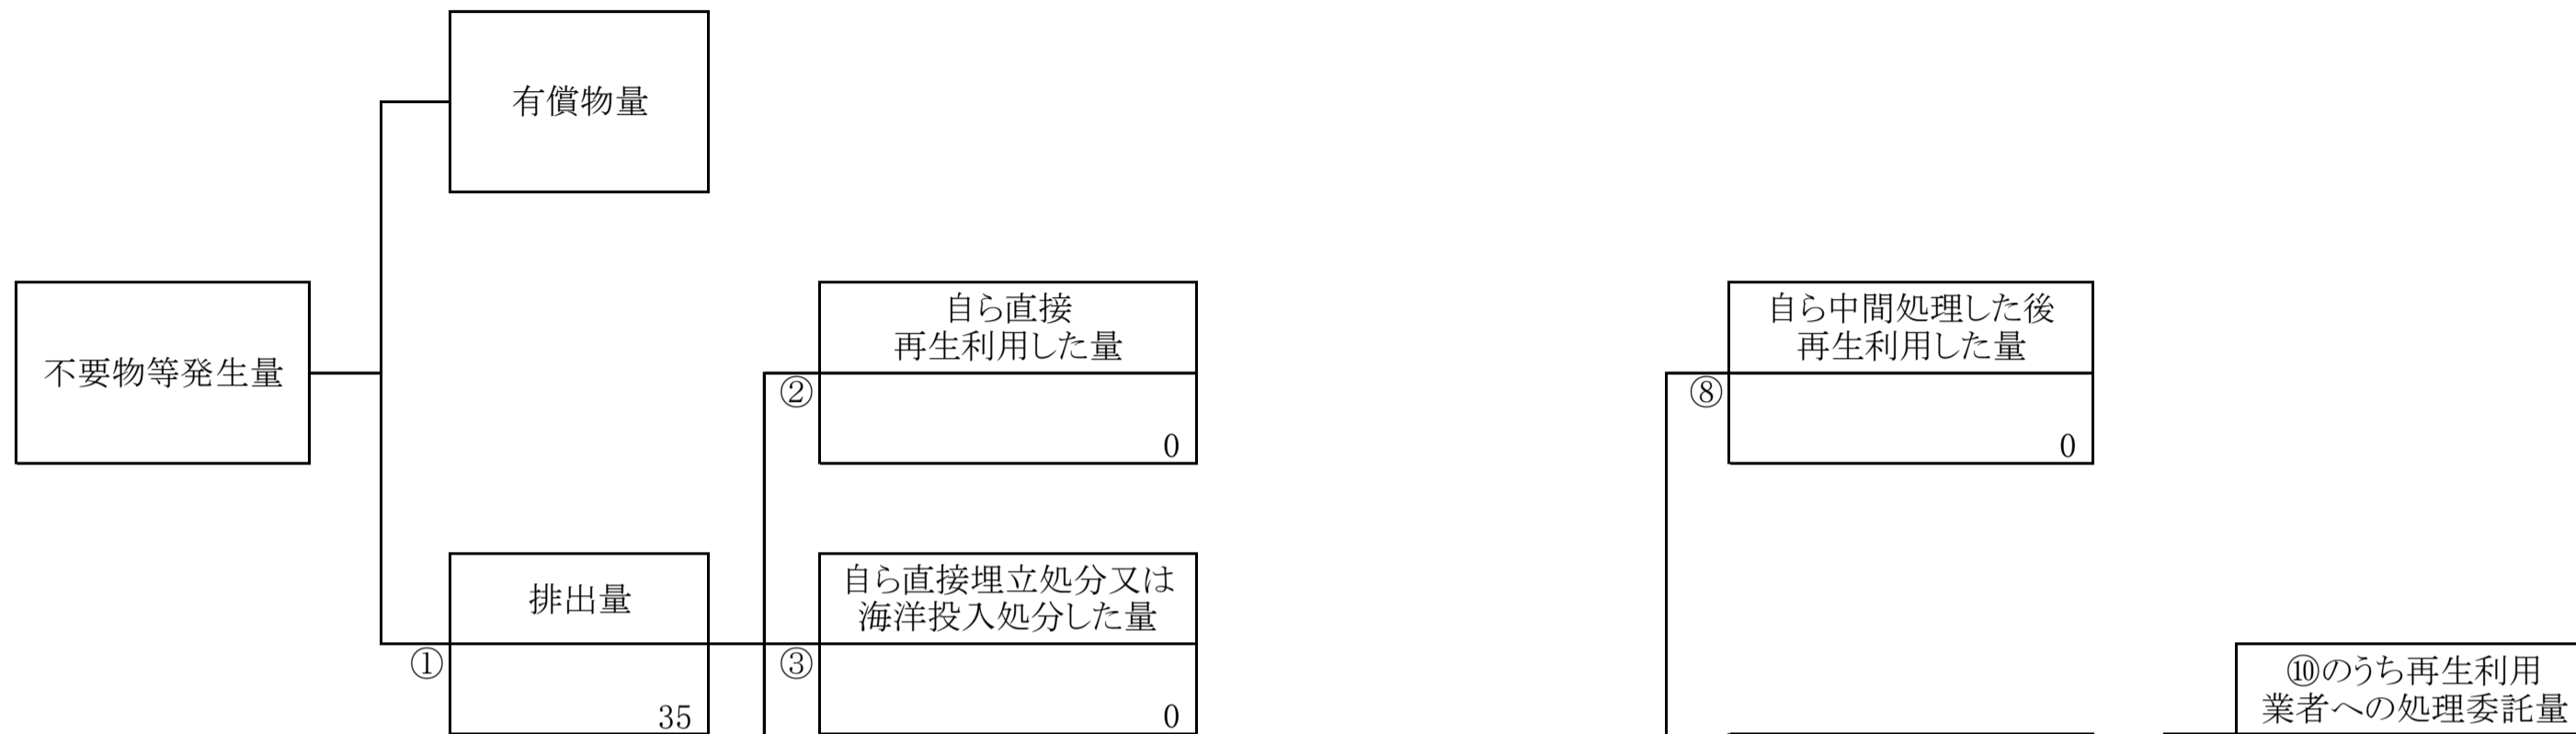 有償物量
不要物等発生量
自ら直接
再生利用した量
②
0
自ら中間処理した後
再生利用した量
⑧
0
排出量
①
35
自ら直接埋立処分又は
海洋投入処分した量
③
0
⑩のうち再生利用
業者への処理委託量